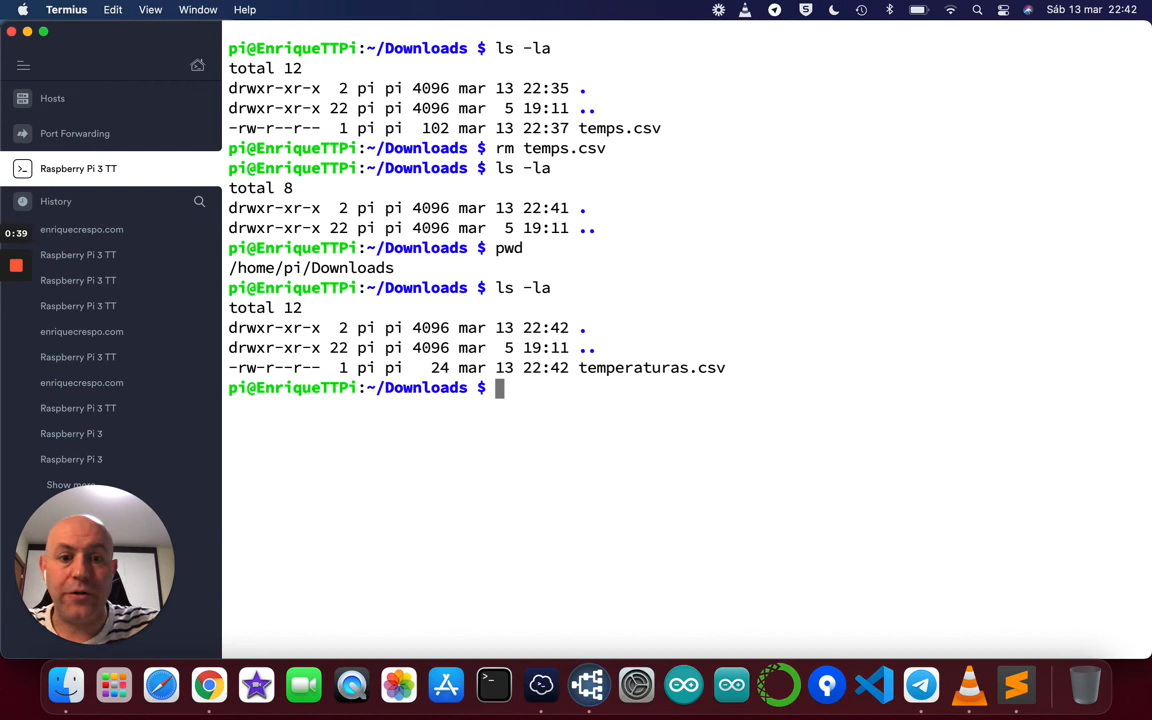 Termius Edit View Window Help
Sáb 13 mar 22:42
Hosts
Port Forwarding
Raspberry Pi 3 TT
History
0:39
enriquecrespo.com
Raspberry Pi 3 TT
Raspberry Pi 3 TT
Raspberry Pi 3 TT
enriquecrespo.com
Raspberry Pi 3 TT
enriquecrespo.com
Raspberry Pi 3 TT
Raspberry Pi 3
Raspberry Pi 3
Show more
pi@EnriqueTTPi:~/Downloads $ ls -la
total 12
drwxr-xr-x  2 pi pi 4096 mar 13 22:35 .
drwxr-xr-x 22 pi pi 4096 mar  5 19:11 ..
-rw-r--r--  1 pi pi  102 mar 13 22:37 temps.csv
pi@EnriqueTTPi:~/Downloads $ rm temps.csv
pi@EnriqueTTPi:~/Downloads $ ls -la
total 8
drwxr-xr-x  2 pi pi 4096 mar 13 22:41 .
drwxr-xr-x 22 pi pi 4096 mar  5 19:11 ..
pi@EnriqueTTPi:~/Downloads $ pwd
/home/pi/Downloads
pi@EnriqueTTPi:~/Downloads $ ls -la
total 12
drwxr-xr-x  2 pi pi 4096 mar 13 22:42 .
drwxr-xr-x 22 pi pi 4096 mar  5 19:11 ..
-rw-r--r--  1 pi pi   24 mar 13 22:42 temperaturas.csv
pi@EnriqueTTPi:~/Downloads $